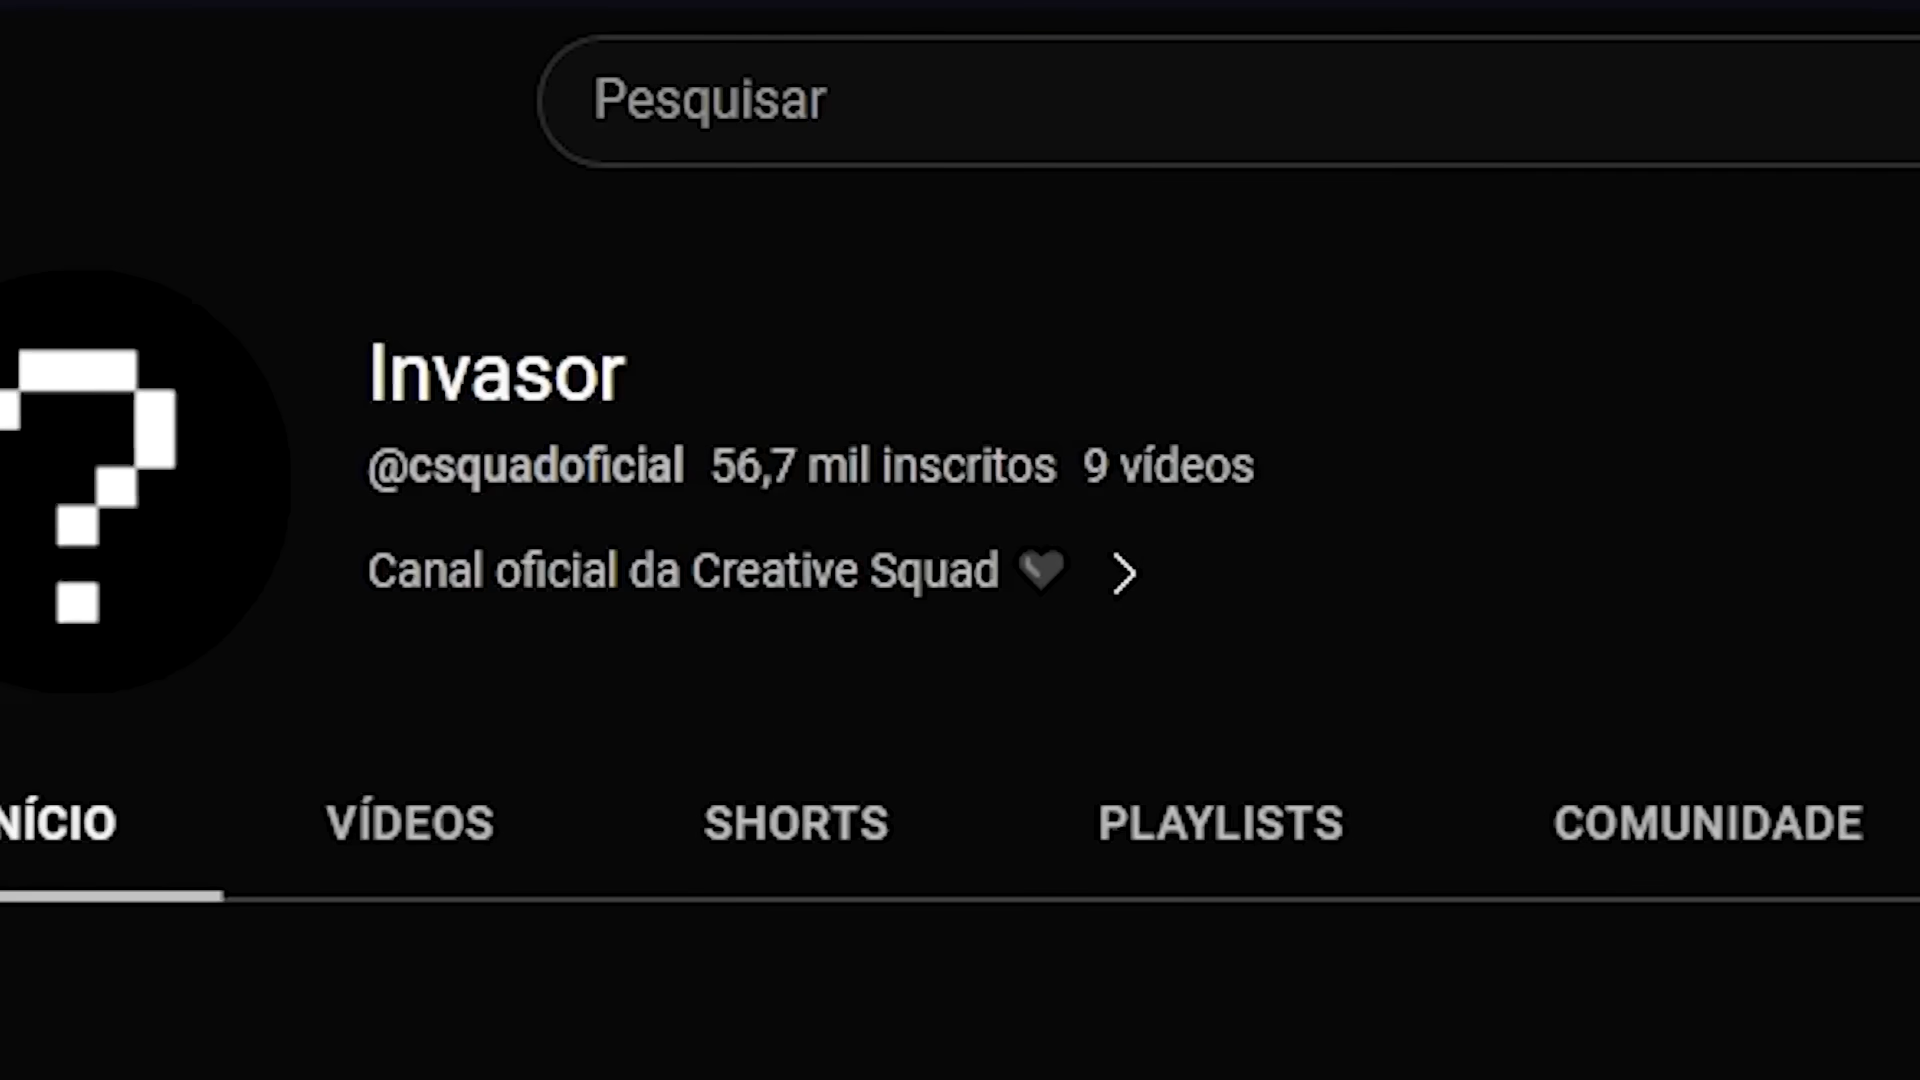 Pesquisar
Invasor
@csquadoficial 56,7 mil inscritos 9 vídeos
Canal oficial da Creative Squad 🖤 >
NÍCIO VÍDEOS SHORTS PLAYLISTS COMUNIDADE